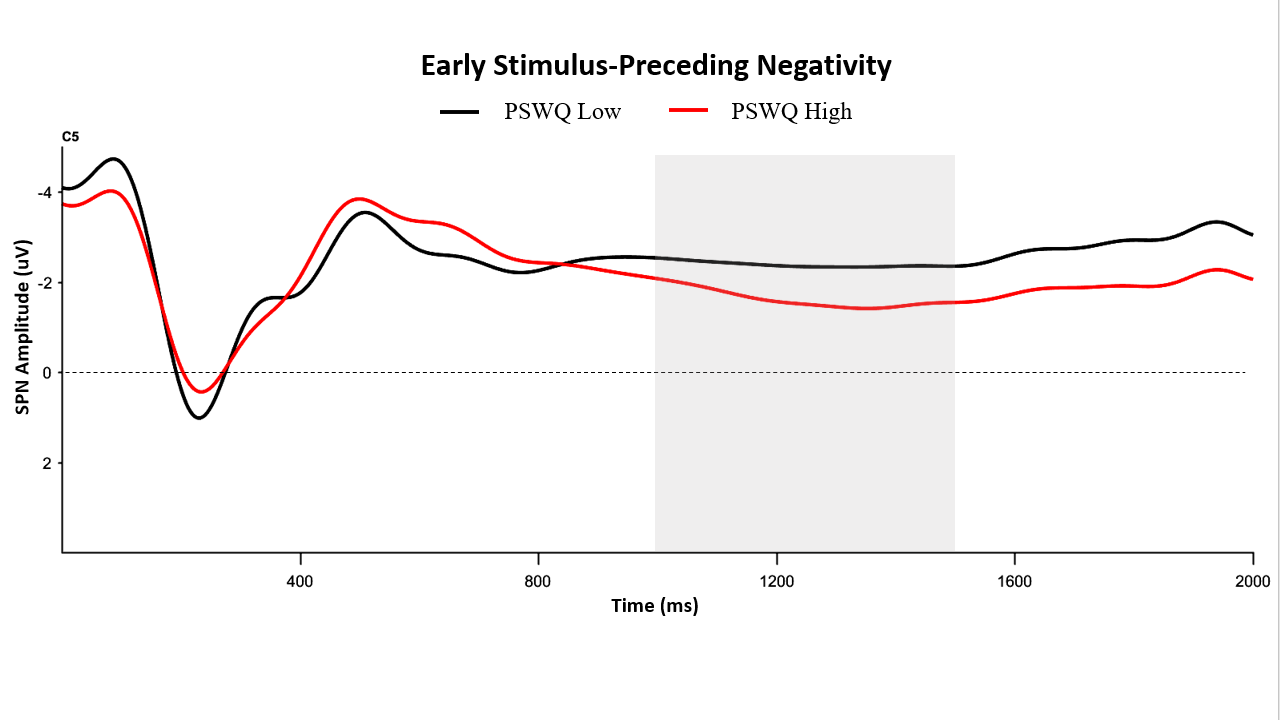 Early Stimulus-Preceding Negativity
PSWQ Low PSWQ High
C5
-4
-2
0
2
SPN Amplitude (uV)
400 800 1200 1600 2000
Time (ms)